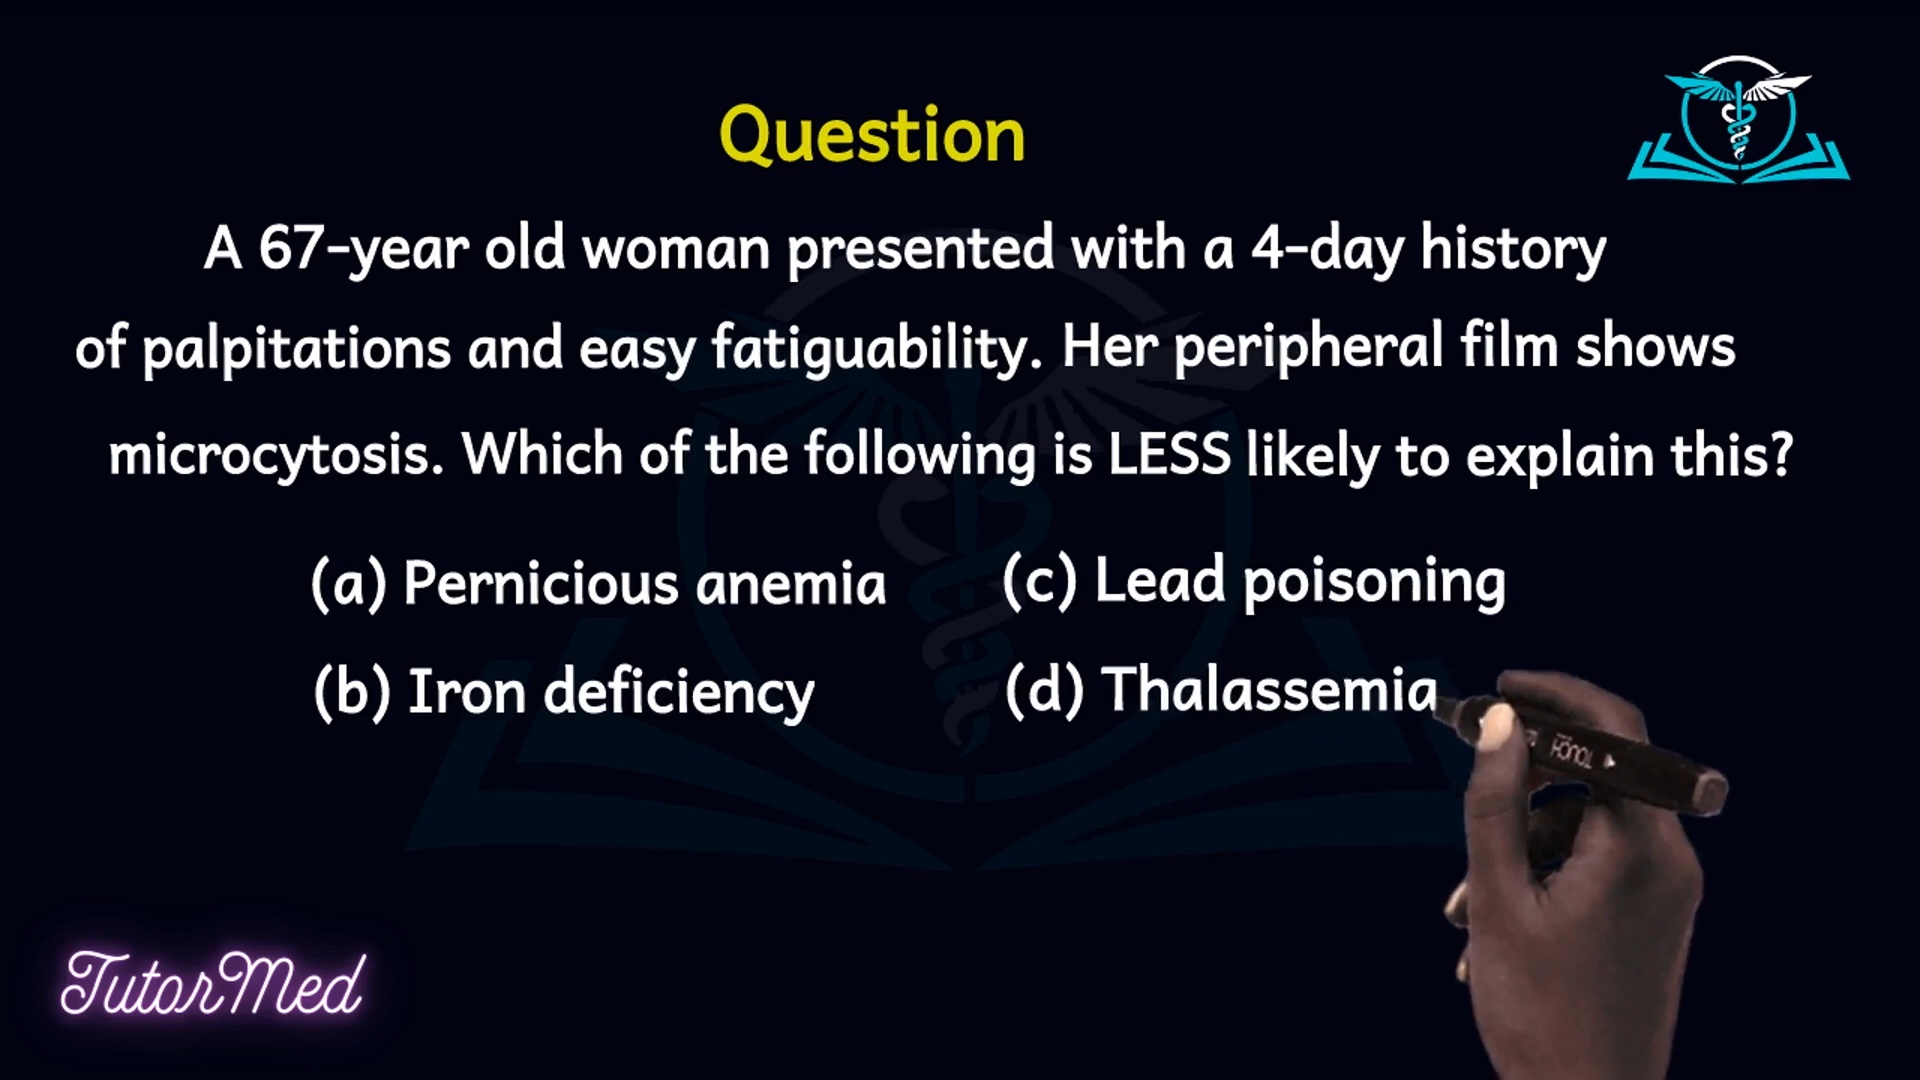 Question
A 67-year old woman presented with a 4-day history
of palpitations and easy fatiguability. Her peripheral film shows
microcytosis. Which of the following is LESS likely to explain this?
(a) Pernicious anemia
(b) Iron deficiency
(c) Lead poisoning
(d) Thalassemia
TOUCH
TutorMed